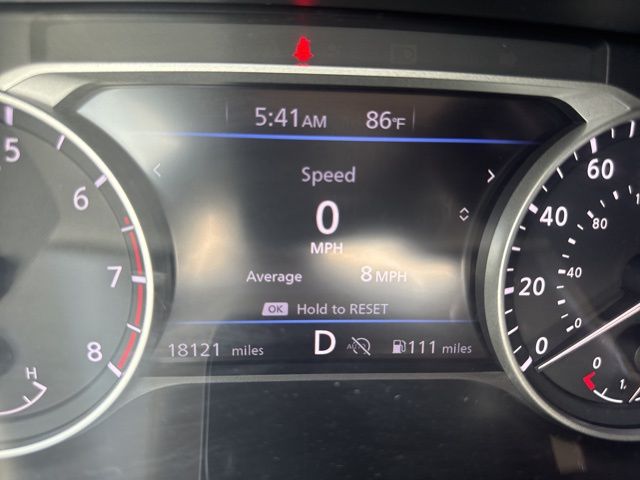 5:41AM 86°F
Speed
0
MPH
Average 8 MPH
OK Hold to RESET
18121 miles D 111 miles
5
6
7
8
H
60
40
20
0
80
40
0
0